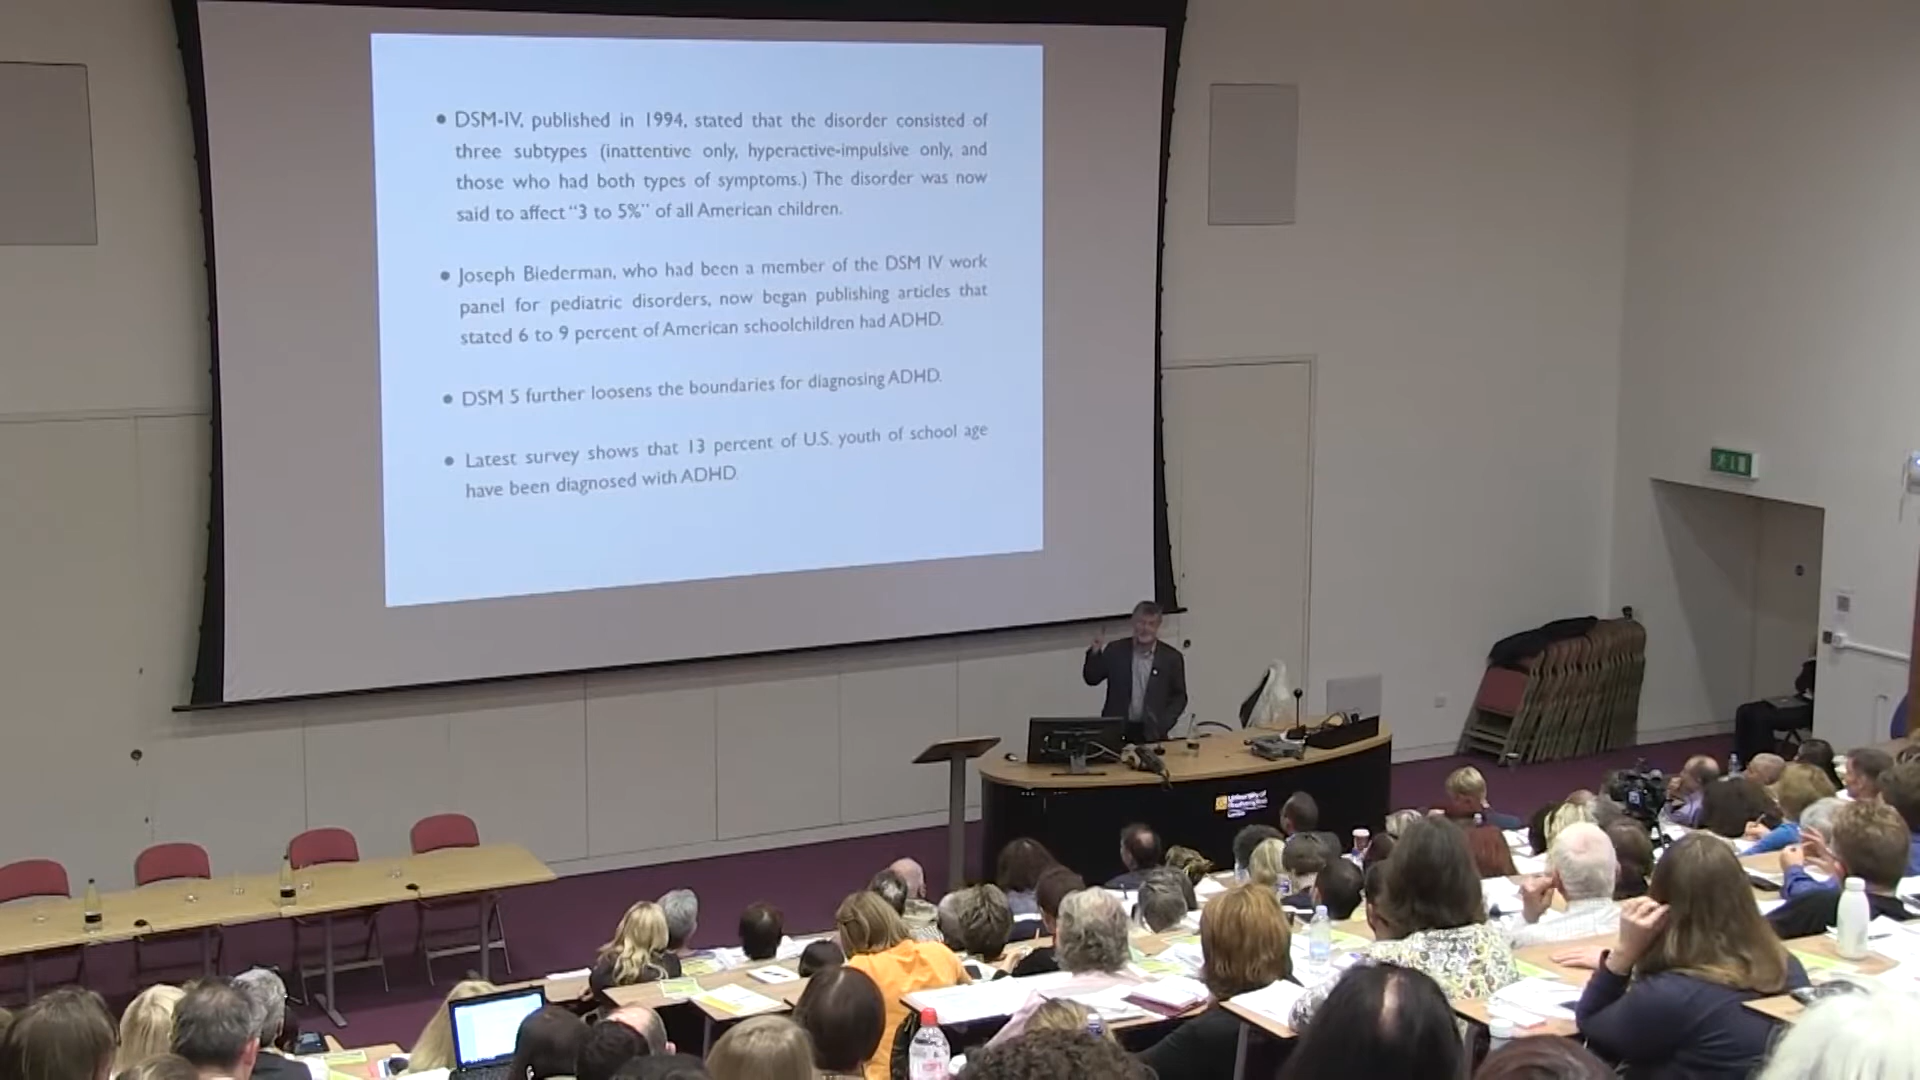 • DSM-IV, published in 1994, stated that the disorder consisted of
three subtypes (inattentive only, hyperactive-impulsive only, and
those who had both types of symptoms.) The disorder was now
said to affect “3 to 5%” of all American children.
• Joseph Biederman, who had been a member of the DSM IV work
panel for pediatric disorders, now began publishing articles that
stated 6 to 9 percent of American schoolchildren had ADHD.
• DSM 5 further loosens the boundaries for diagnosing ADHD.
• Latest survey shows that 13 percent of U.S. youth of school age
have been diagnosed with ADHD.
University of
London